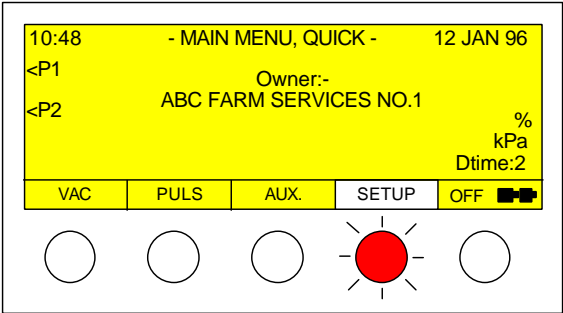 10:48 - MAIN MENU, QUICK - 12 JAN 96
<P1
Owner:-
<P2
ABC FARM SERVICES NO.1
%
kPa
Dtime:2
VAC PULS AUX. SETUP OFF